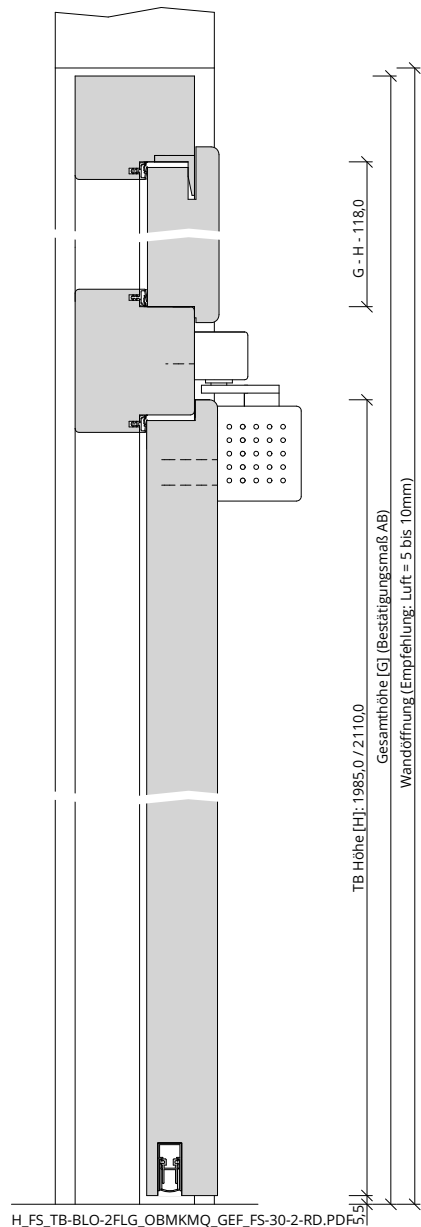 G - H - 118,0
TB Höhe [H]: 1985,0 / 2110,0
Gesamthöhe [G] (Bestätigungsmaß AB)
Wandöffnung (Empfehlung: Luft = 5 bis 10mm)
5,5
H_FS_TB-BLO-2FLG_OBMKMQ_GEF_FS-30-2-RD.PDF